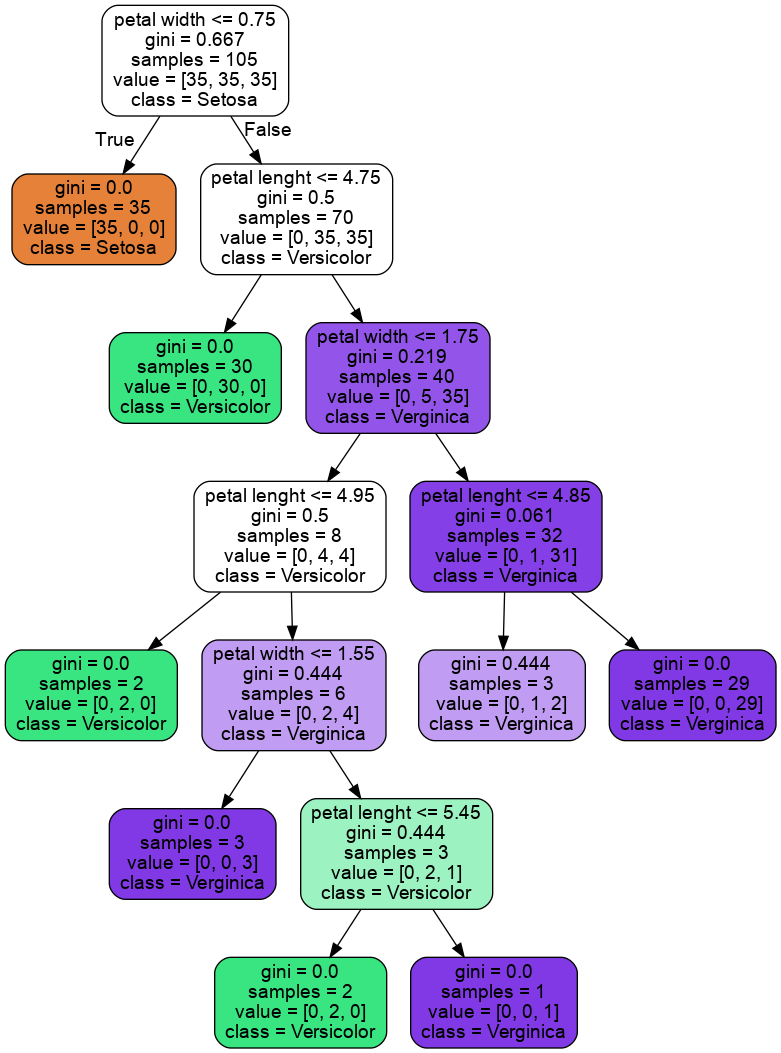 petal width <= 0.75
gini = 0.667
samples = 105
value = [35, 35, 35]
class = Setosa
True
False
gini = 0.0
samples = 35
value = [35, 0, 0]
class = Setosa
petal lenght <= 4.75
gini = 0.5
samples = 70
value = [0, 35, 35]
class = Versicolor
gini = 0.0
samples = 30
value = [0, 30, 0]
class = Versicolor
petal width <= 1.75
gini = 0.219
samples = 40
value = [0, 5, 35]
class = Verginica
petal lenght <= 4.95
gini = 0.5
samples = 8
value = [0, 4, 4]
class = Versicolor
petal lenght <= 4.85
gini = 0.061
samples = 32
value = [0, 1, 31]
class = Verginica
gini = 0.0
samples = 2
value = [0, 2, 0]
class = Versicolor
petal width <= 1.55
gini = 0.444
samples = 6
value = [0, 2, 4]
class = Verginica
gini = 0.444
samples = 3
value = [0, 1, 2]
class = Verginica
gini = 0.0
samples = 29
value = [0, 0, 29]
class = Verginica
gini = 0.0
samples = 3
value = [0, 0, 3]
class = Verginica
petal lenght <= 5.45
gini = 0.444
samples = 3
value = [0, 2, 1]
class = Versicolor
gini = 0.0
samples = 2
value = [0, 2, 0]
class = Versicolor
gini = 0.0
samples = 1
value = [0, 0, 1]
class = Verginica